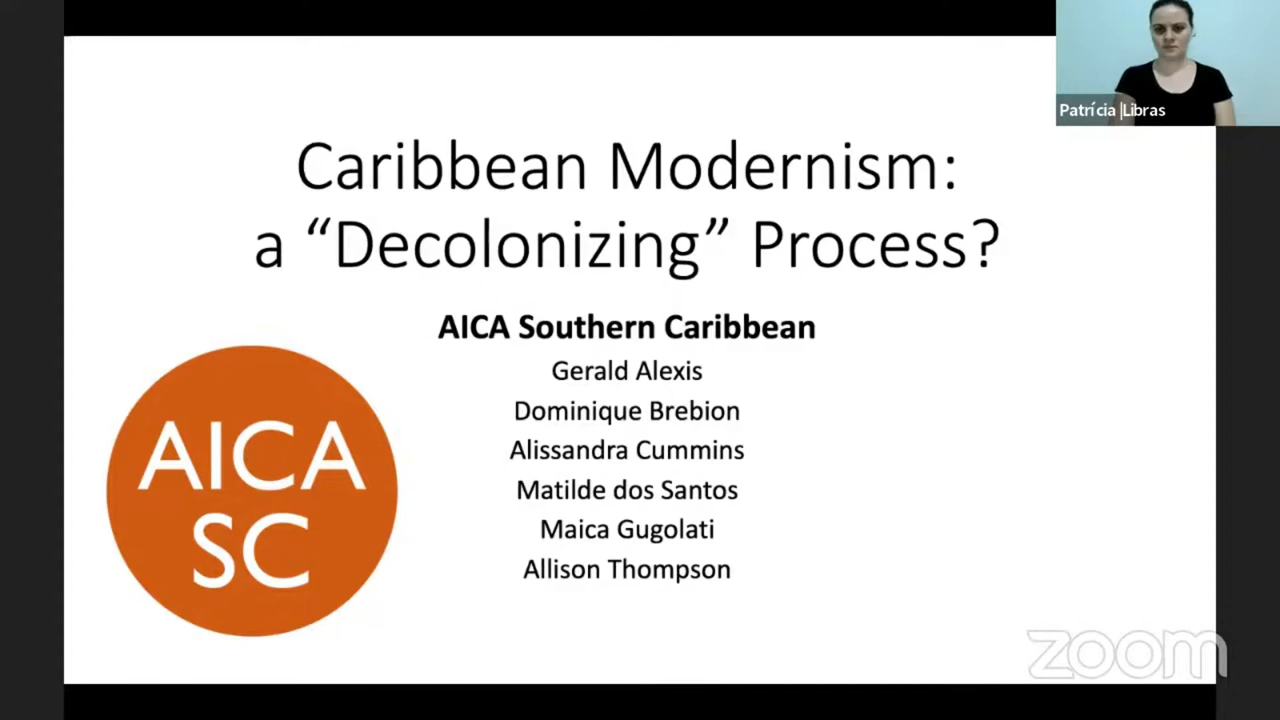 Patrícia |Libras
Caribbean Modernism:
a “Decolonizing” Process?
AICA Southern Caribbean
Gerald Alexis
Dominique Brebion
Alissandra Cummins
Matilde dos Santos
Maica Gugolati
Allison Thompson
AICA
SC
zoom